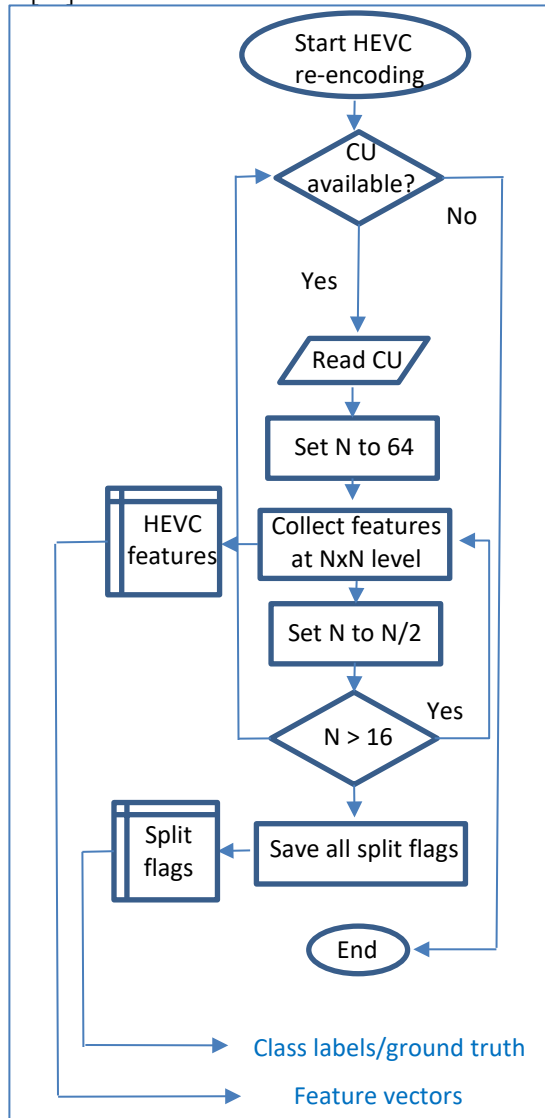 Start HEVC
re-encoding
CU
available?
No
Yes
Read CU
Set N to 64
HEVC
features
Collect features
at NxN level
Set N to N/2
Yes
N > 16
Split
flags
Save all split flags
End
Class labels/ground truth
Feature vectors